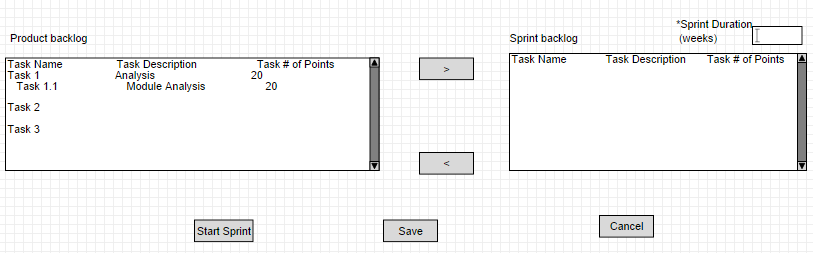 *Sprint Duration
Product backlog
Sprint backlog
(weeks)
Task Name Task Description Task # of Points
Task 1 Analysis 20
Task 1.1 Module Analysis 20
Task 2
Task 3
>
<
Task Name Task Description Task # of Points
Start Sprint
Save
Cancel